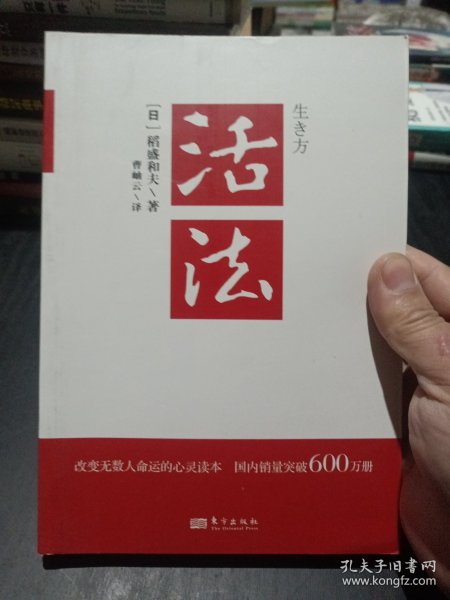 生き方
活
法
［日］稻盛和夫\著
曹岫云\译
改变无数人命运的心灵读本 国内销量突破600万册
东方出版社
The Oriental Press
孔夫子旧书网
www.kongfz.com